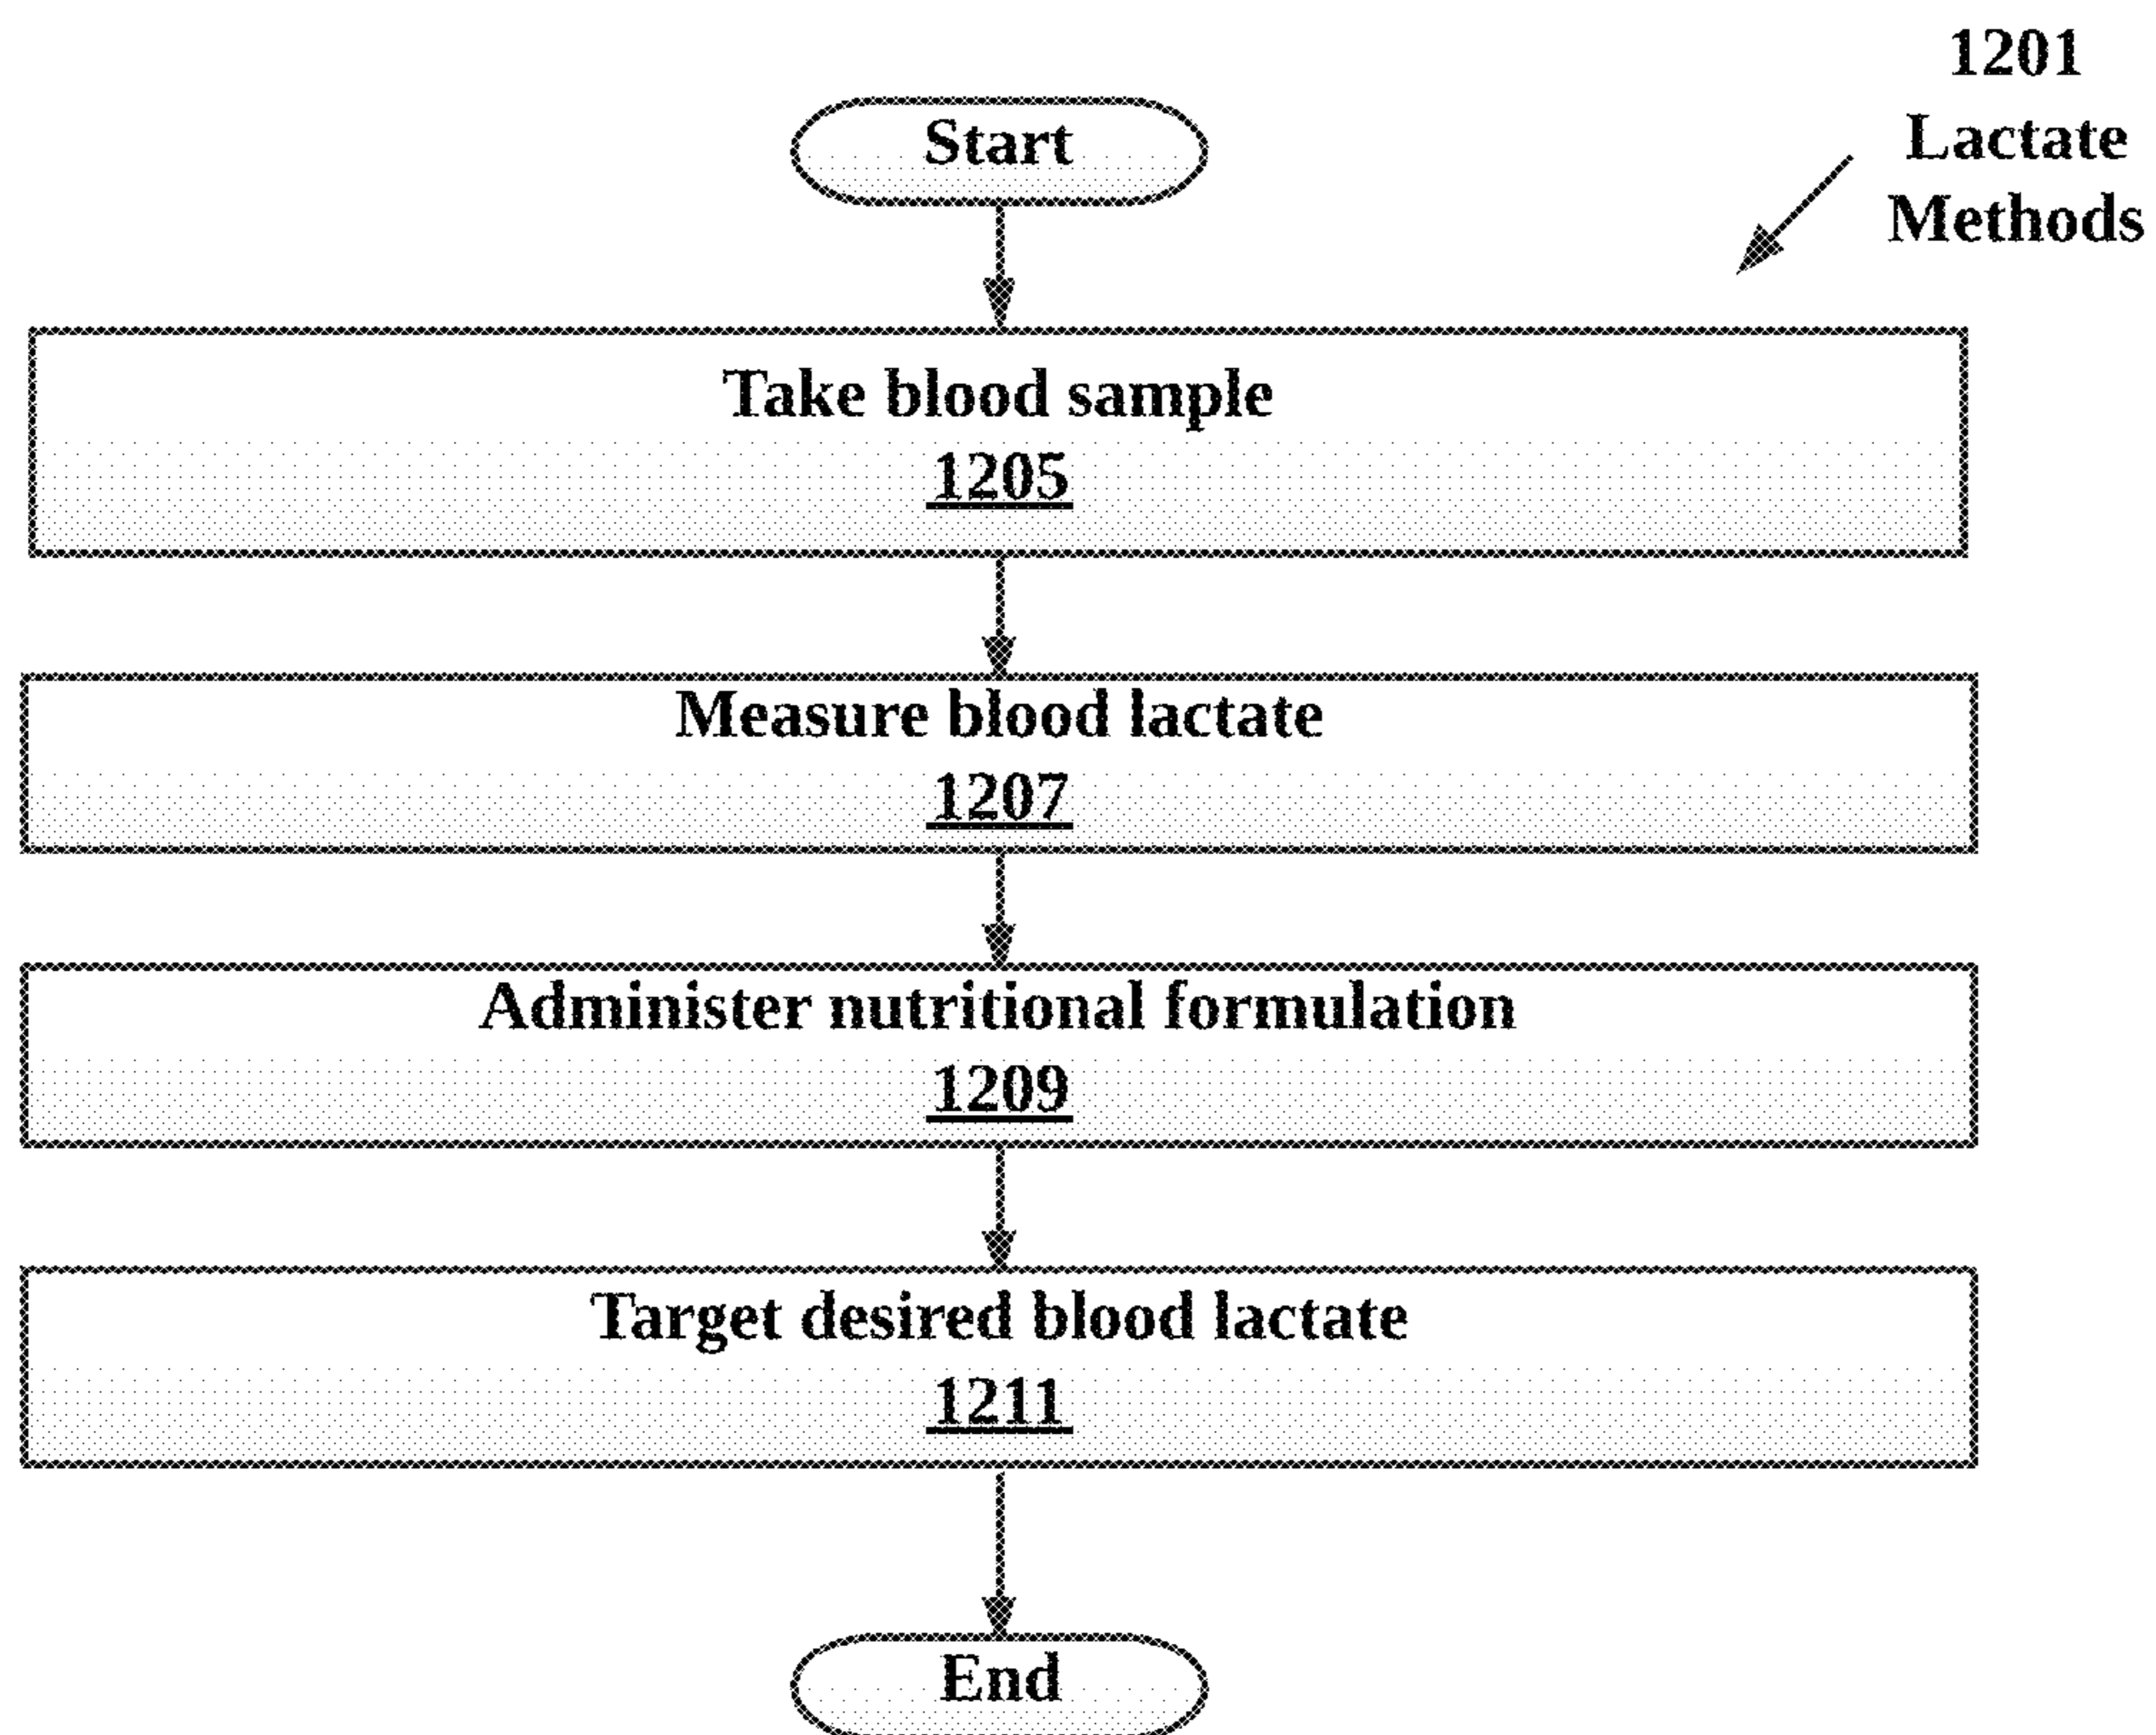 1201
Lactate
Methods
Start
Take blood sample
1205
Measure blood lactate
1207
Administer nutritional formulation
1209
Target desired blood lactate
1211
End